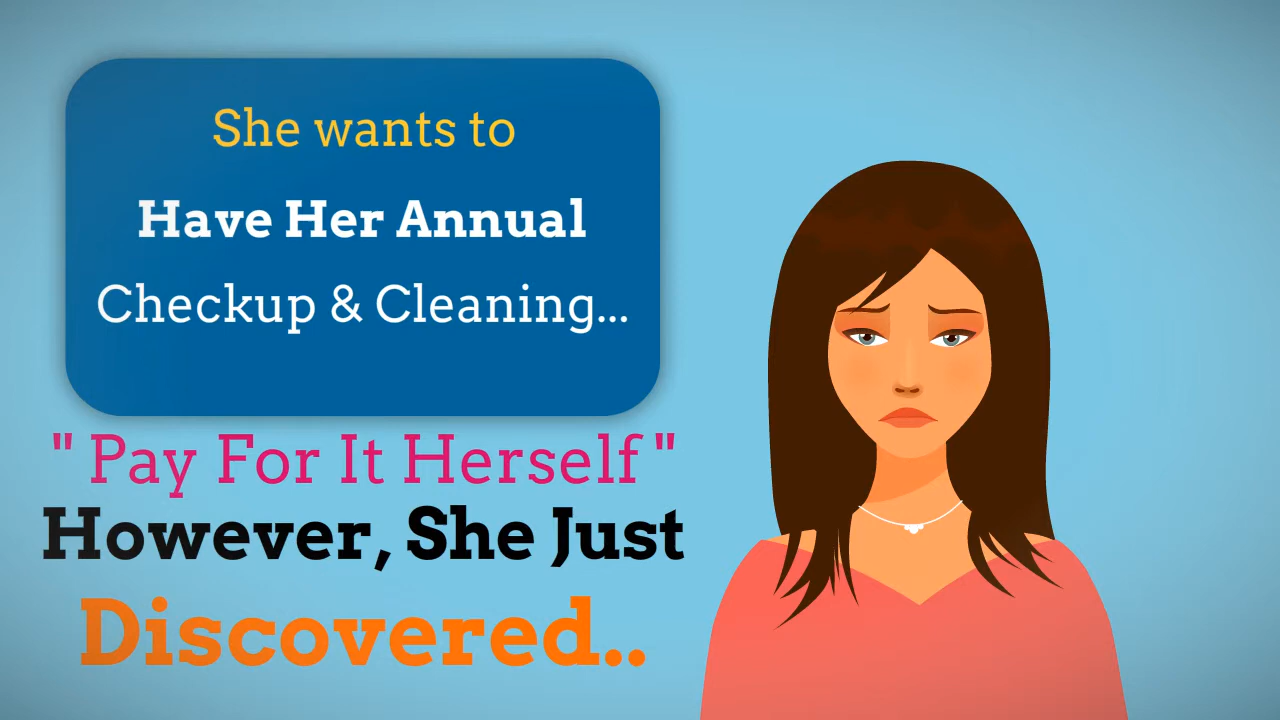 She wants to
Have Her Annual
Checkup & Cleaning...
" Pay For It Herself "
However, She Just
Discovered..